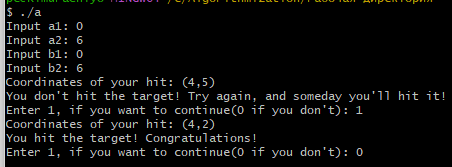 $ ./a
Input a1: 0
Input a2: 6
Input b1: 0
Input b2: 6
Coordinates of your hit: (4,5)
You don't hit the target! Try again, and someday you'll hit it!
Enter 1, if you want to continue(0 if you don't): 1
Coordinates of your hit: (4,2)
You hit the target! Congratulations!
Enter 1, if you want to continue(0 if you don't): 0